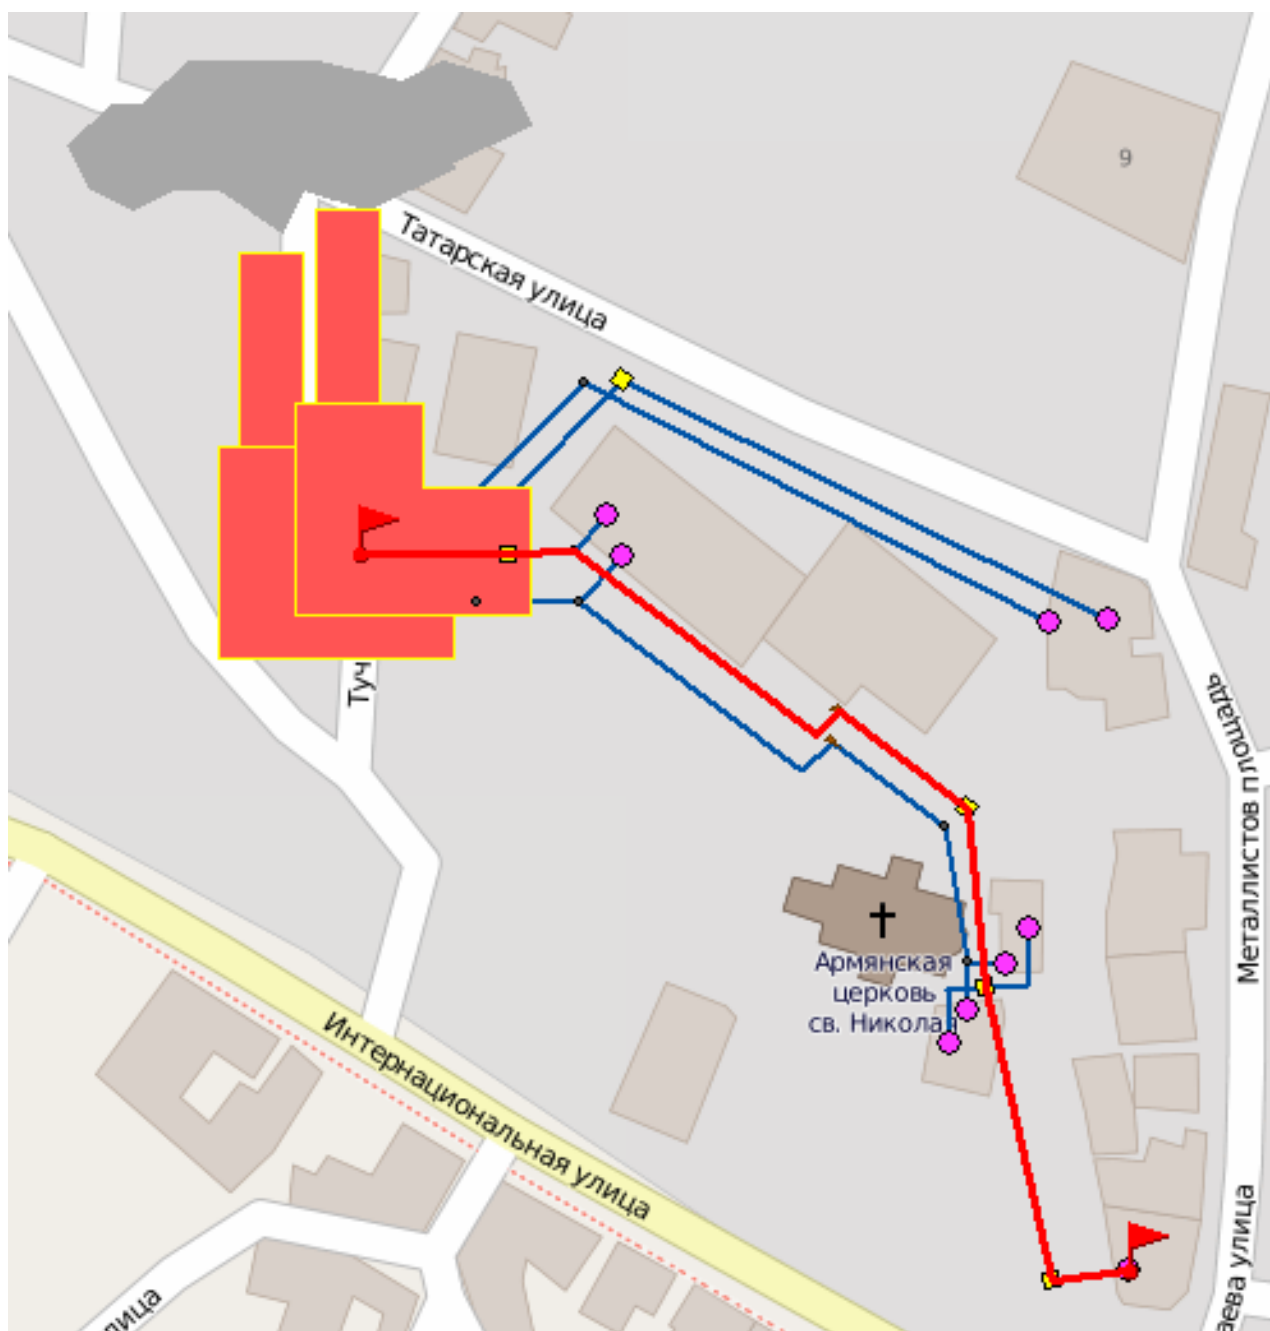 9
Татарская улица
Туч
Металлистов площадь
Армянская
церковь
св. Никола
Интернациональная улица
аева улица
лица